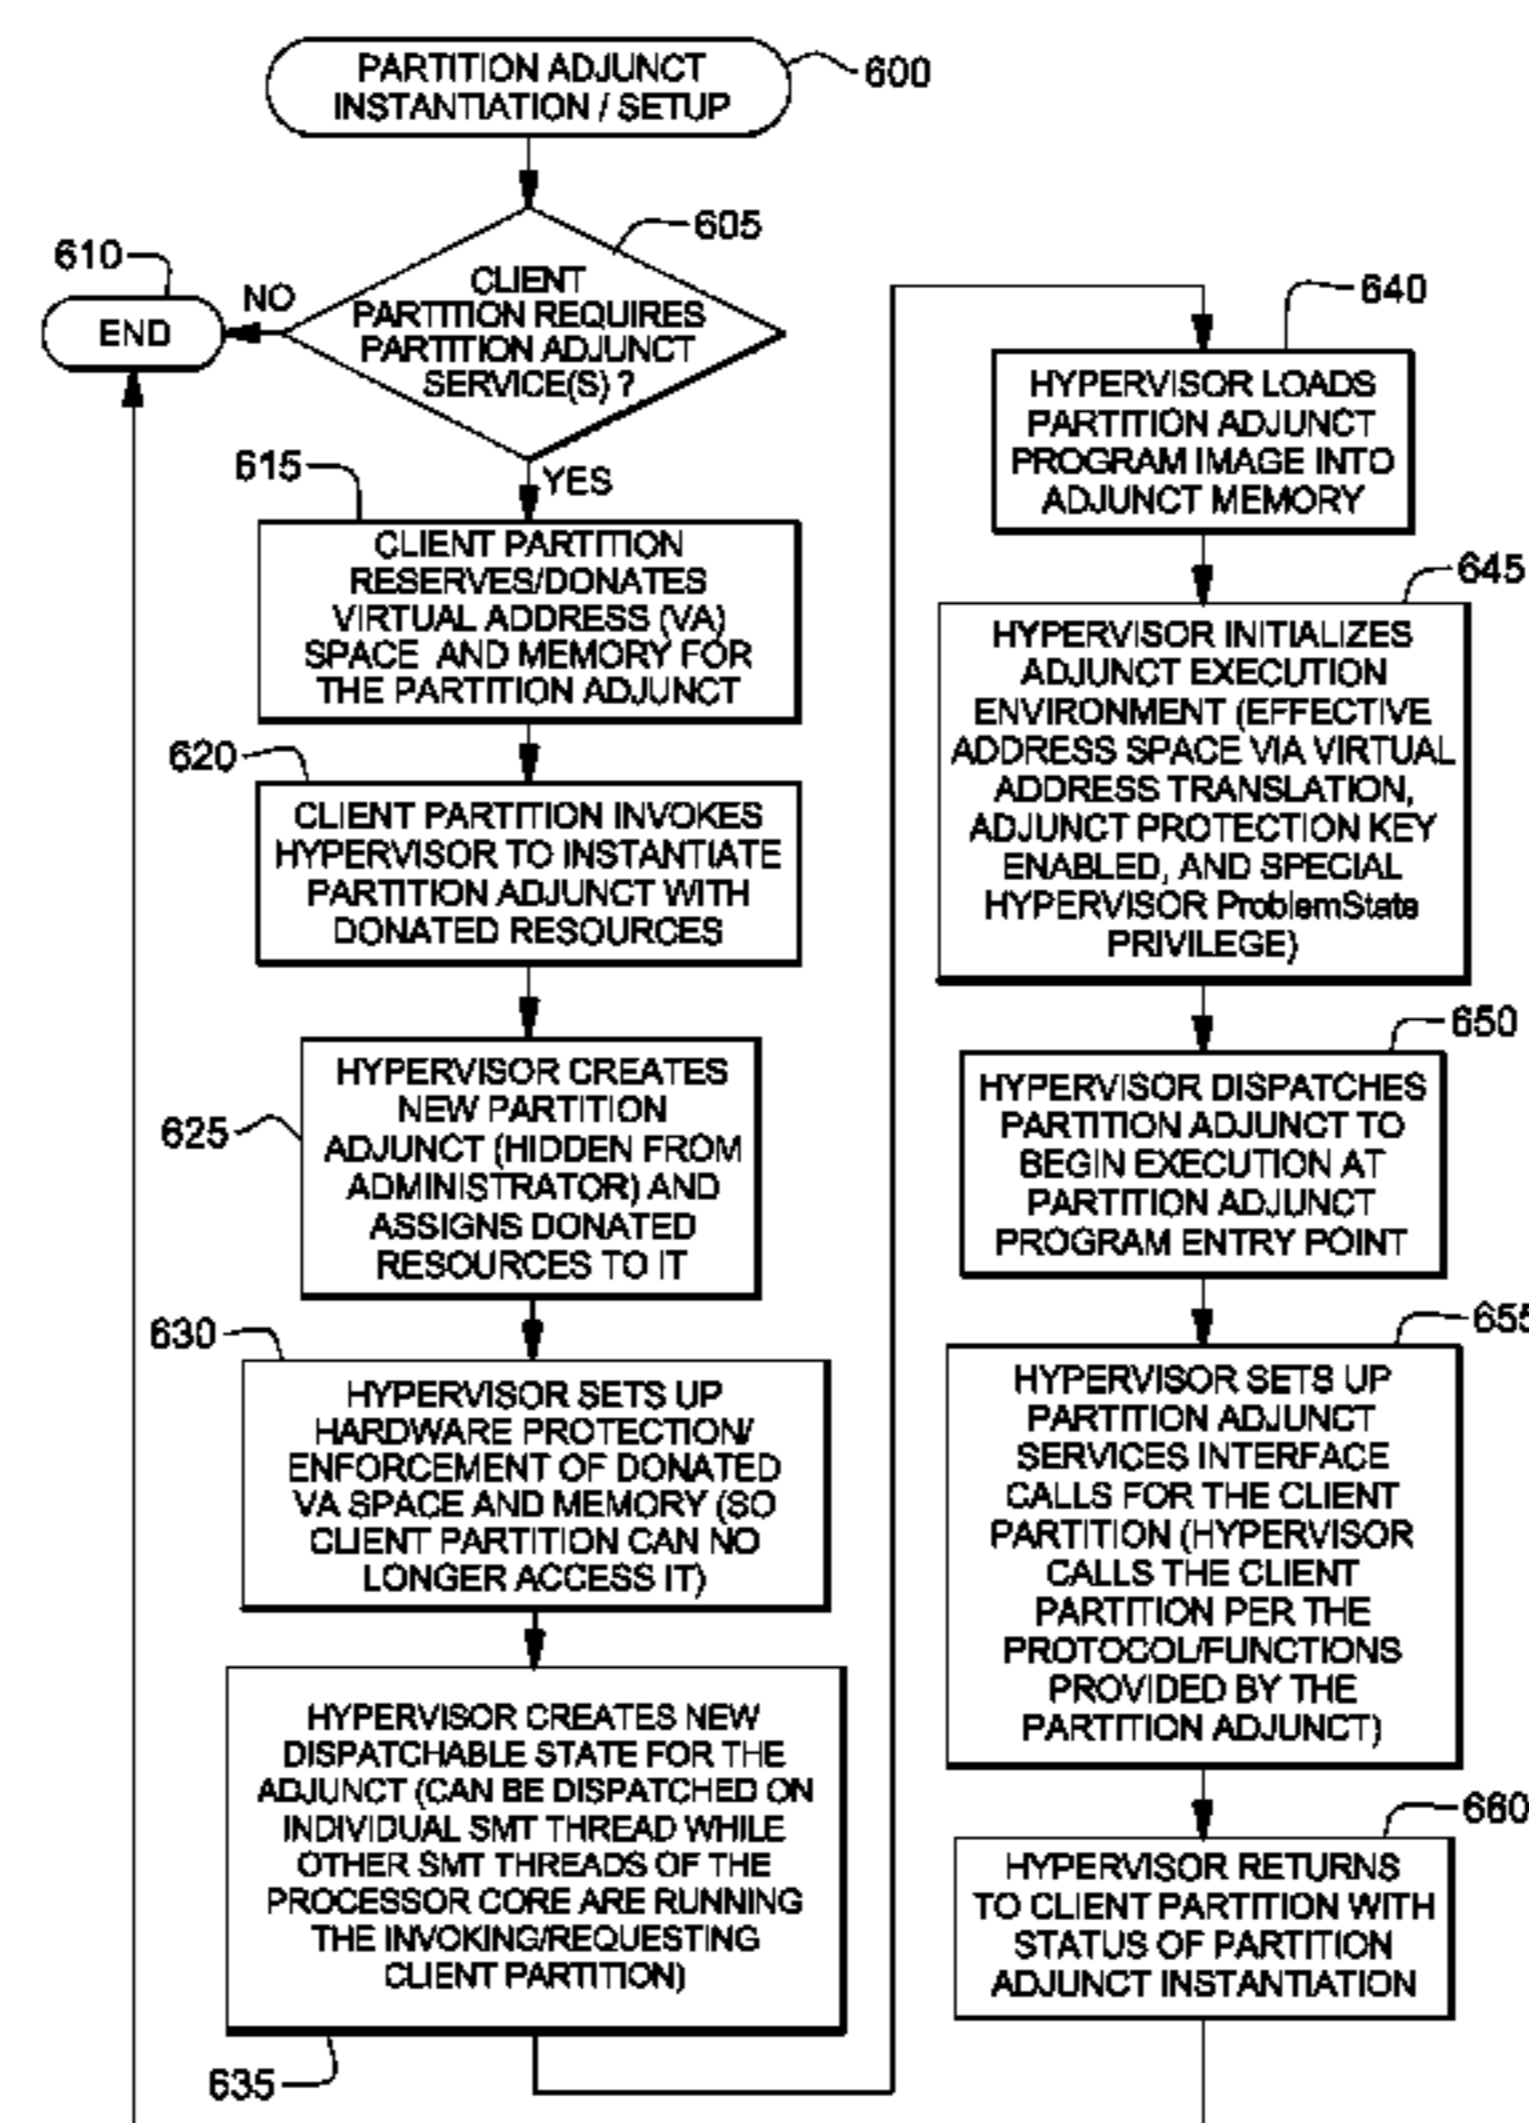 PARTITION ADJUNCT
INSTANTIATION / SETUP
600
605
610
NO
END
CLIENT
PARTITION REQUIRES
PARTITION ADJUNCT
SERVICE(S) ?
YES
615
CLIENT PARTITION
RESERVES/DONATES
VIRTUAL ADDRESS (VA)
SPACE AND MEMORY FOR
THE PARTITION ADJUNCT
620
CLIENT PARTITION INVOKES
HYPERVISOR TO INSTANTIATE
PARTITION ADJUNCT WITH
DONATED RESOURCES
625
HYPERVISOR CREATES
NEW PARTITION
ADJUNCT (HIDDEN FROM
ADMINISTRATOR) AND
ASSIGNS DONATED
RESOURCES TO IT
630
HYPERVISOR SETS UP
HARDWARE PROTECTION/
ENFORCEMENT OF DONATED
VA SPACE AND MEMORY (SO
CLIENT PARTITION CAN NO
LONGER ACCESS IT)
HYPERVISOR CREATES NEW
DISPATCHABLE STATE FOR THE
ADJUNCT (CAN BE DISPATCHED ON
INDIVIDUAL SMT THREAD WHILE
OTHER SMT THREADS OF THE
PROCESSOR CORE ARE RUNNING
THE INVOKING/REQUESTING
CLIENT PARTITION)
635
640
HYPERVISOR LOADS
PARTITION ADJUNCT
PROGRAM IMAGE INTO
ADJUNCT MEMORY
645
HYPERVISOR INITIALIZES
ADJUNCT EXECUTION
ENVIRONMENT (EFFECTIVE
ADDRESS SPACE VIA VIRTUAL
ADDRESS TRANSLATION,
ADJUNCT PROTECTION KEY
ENABLED, AND SPECIAL
HYPERVISOR ProblemState
PRIVILEGE)
650
HYPERVISOR DISPATCHES
PARTITION ADJUNCT TO
BEGIN EXECUTION AT
PARTITION ADJUNCT
PROGRAM ENTRY POINT
655
HYPERVISOR SETS UP
PARTITION ADJUNCT
SERVICES INTERFACE
CALLS FOR THE CLIENT
PARTITION (HYPERVISOR
CALLS THE CLIENT
PARTITION PER THE
PROTOCOL/FUNCTIONS
PROVIDED BY THE
PARTITION ADJUNCT)
660
HYPERVISOR RETURNS
TO CLIENT PARTITION WITH
STATUS OF PARTITION
ADJUNCT INSTANTIATION